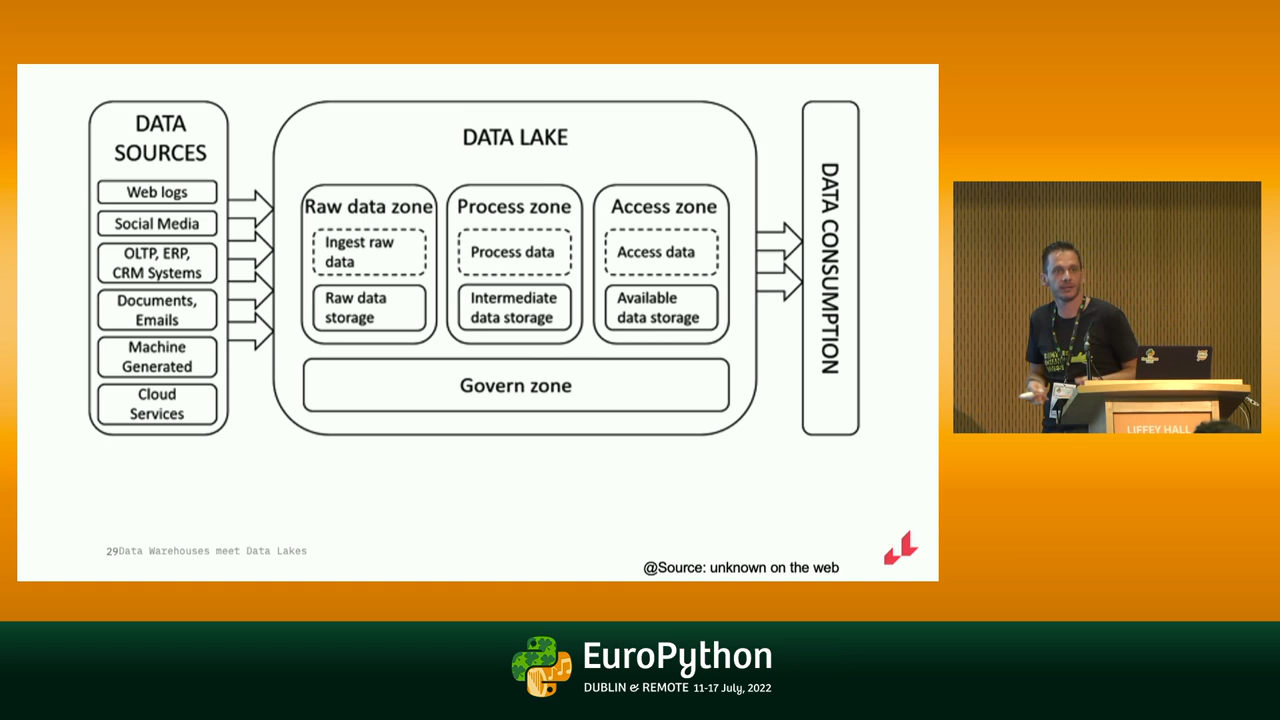 DATA
SOURCES
Web logs
Social Media
OLTP, ERP,
CRM Systems
Documents,
Emails
Machine
Generated
Cloud
Services
DATA LAKE
Raw data zone
Ingest raw
data
Raw data
storage
Process zone
Process data
Intermediate
data storage
Access zone
Access data
Available
data storage
Govern zone
DATA CONSUMPTION
29Data Warehouses meet Data Lakes
@Source: unknown on the web
LIFFEY HALL
EuroPython
DUBLIN & REMOTE 11-17 July, 2022